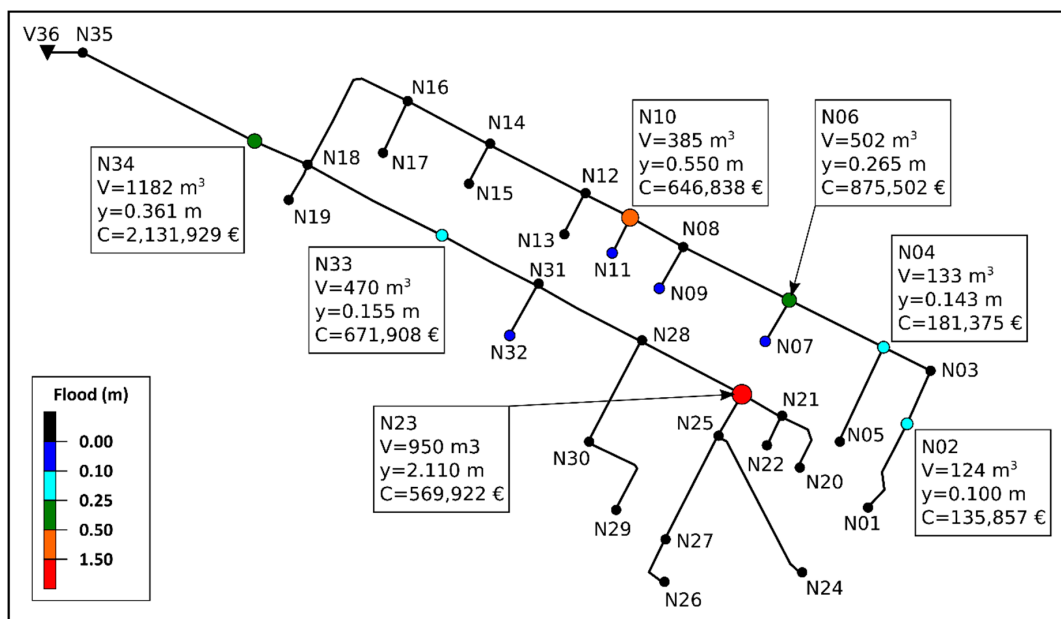 V36
N35
N16
N14
N10
V=385 m³
y=0.550 m
C=646,838 €
N06
V=502 m³
y=0.265 m
C=875,502 €
N34
V=1182 m³
y=0.361 m
C=2,131,929 €
N18
N17
N15
N12
N19
N13
N11
N08
N09
N04
V=133 m³
y=0.143 m
C=181,375 €
N33
V=470 m³
y=0.155 m
C=671,908 €
N31
N32
N28
N07
N03
Flood (m)
0.00
0.10
0.25
0.50
1.50
N23
V=950 m3
y=2.110 m
C=569,922 €
N25
N21
N22
N20
N05
N02
V=124 m³
y=0.100 m
C=135,857 €
N30
N29
N01
N27
N26
N24